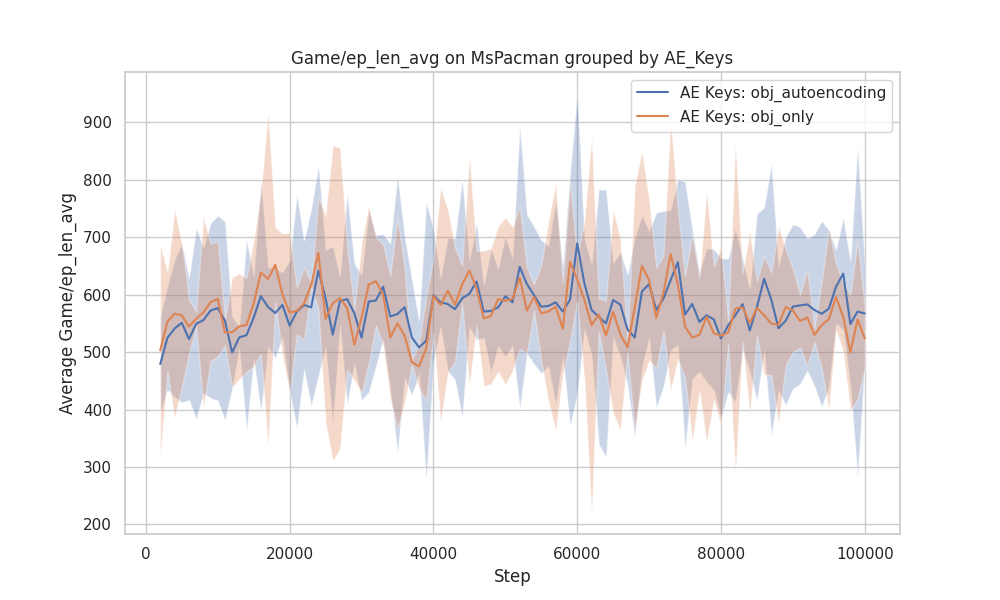 Game/ep_len_avg on MsPacman grouped by AE_Keys
AE Keys: obj_autoencoding
AE Keys: obj_only
Average Game/ep_len_avg
900
800
700
600
500
400
300
200
0
20000
40000
60000
80000
100000
Step